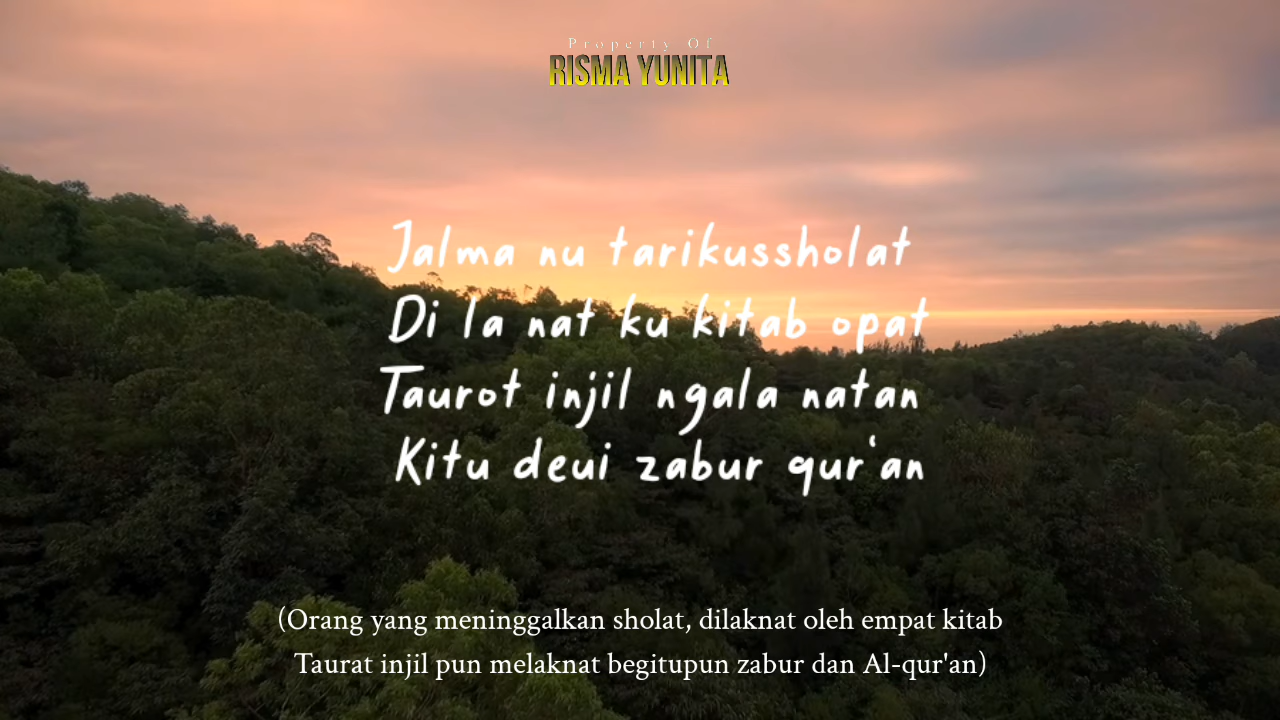 Property Of
RISMA YUNITA
Jalma nu tarikussholat
Di la nat ku kitab opat
Taurot injil ngala natan
Kitu deui zabur qur'an
(Orang yang meninggalkan sholat, dilaknat oleh empat kitab
Taurat injil pun melaknat begitupun zabur dan Al-qur'an)